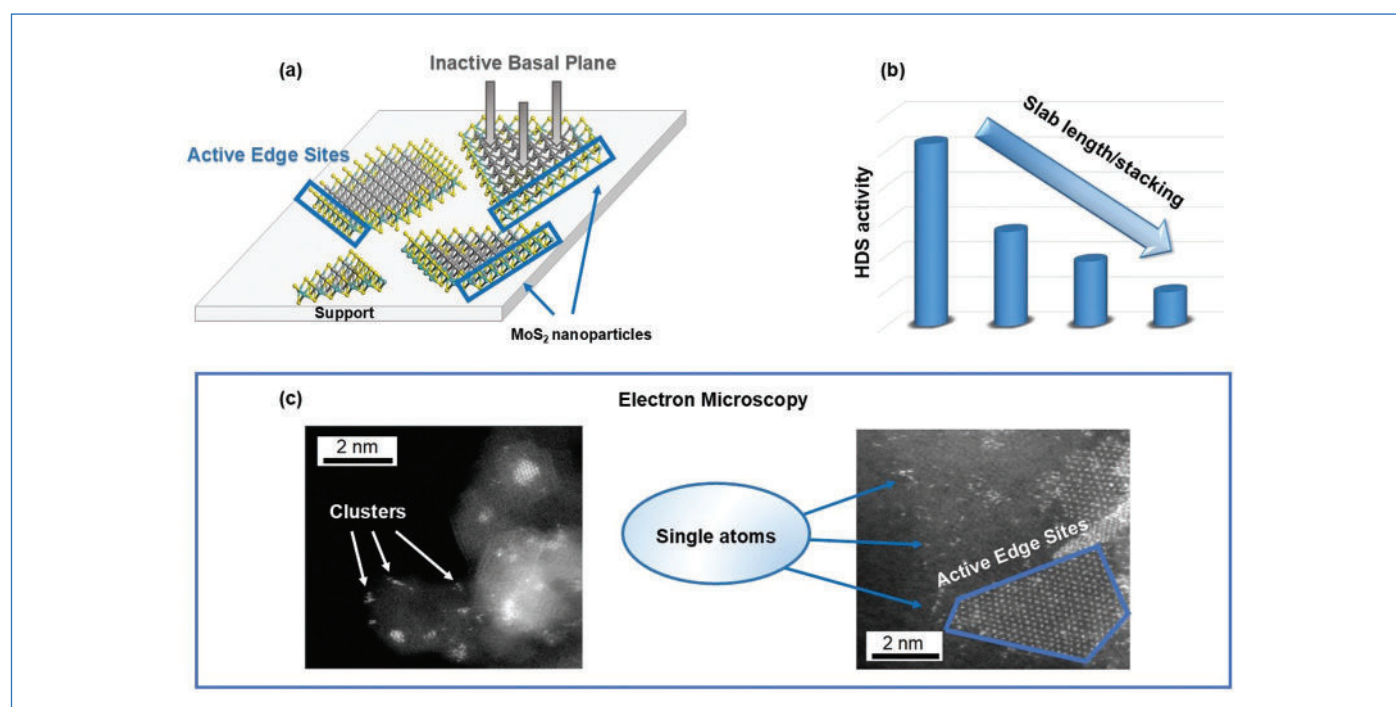 (a)
Inactive Basal Plane
Active Edge Sites
Support
MoS₂ nanoparticles
(b)
HDS activity
Slab length/stacking
(c)
Electron Microscopy
2 nm
Clusters
Single atoms
Active Edge Sites
2 nm